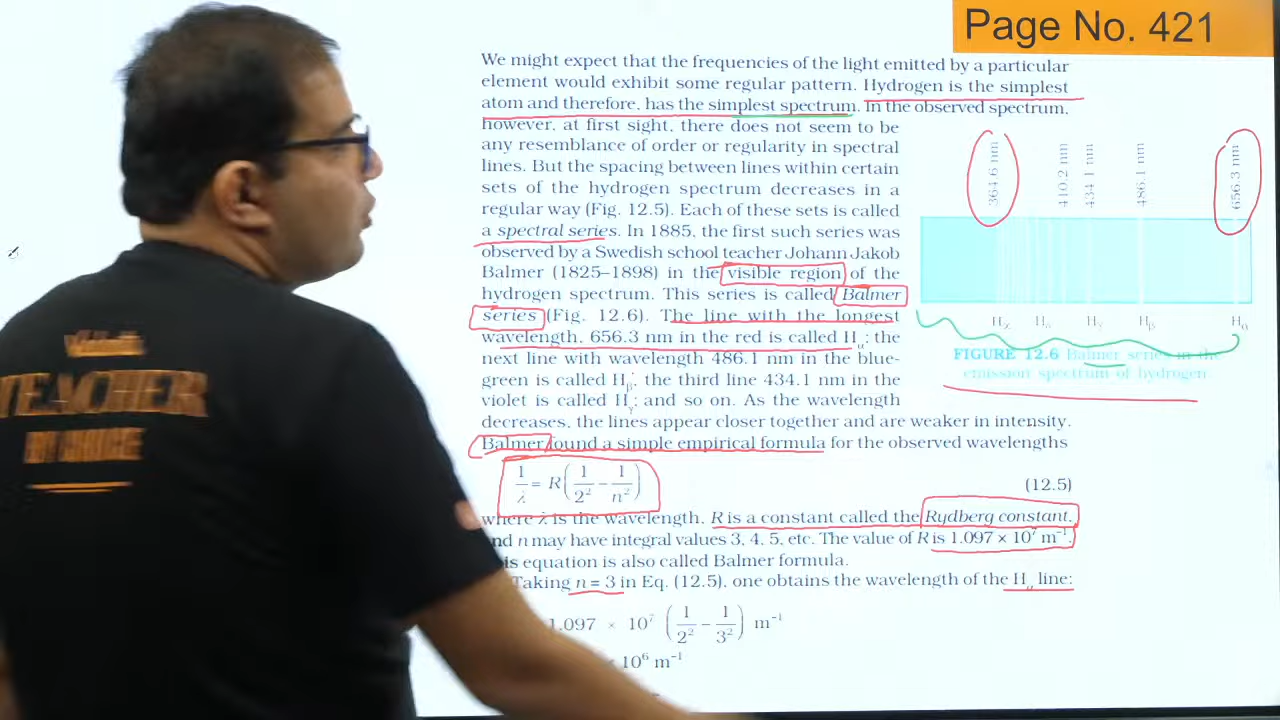 Page No. 421
We might expect that the frequencies of the light emitted by a particular
element would exhibit some regular pattern. Hydrogen is the simplest
atom and therefore, has the simplest spectrum. In the observed spectrum,
however, at first sight, there does not seem to be
any resemblance of order or regularity in spectral
lines. But the spacing between lines within certain
sets of the hydrogen spectrum decreases in a
regular way (Fig. 12.5). Each of these sets is called
a spectral series. In 1885, the first such series was
observed by a Swedish school teacher Johann Jakob
Balmer (1825–1898) in the visible region of the
hydrogen spectrum. This series is called Balmer
series (Fig. 12.6). The line with the longest
wavelength, 656.3 nm in the red is called Hα; the
next line with wavelength 486.1 nm in the blue-
green is called Hβ, the third line 434.1 nm in the
violet is called Hγ; and so on. As the wavelength
decreases, the lines appear closer together and are weaker in intensity.
Balmer found a simple empirical formula for the observed wavelengths
1/λ = R(1/2² − 1/n²) (12.5)
where λ is the wavelength, R is a constant called the Rydberg constant,
n may have integral values 3, 4, 5, etc. The value of R is 1.097 × 10⁷ m⁻¹.
equation is also called Balmer formula.
Taking n = 3 in Eq. (12.5), one obtains the wavelength of the Hα line:
1.097 × 10⁷ (1/2² − 1/3²) m⁻¹
10⁶ m⁻¹
364.6 nm
410.2 nm
434.1 nm
486.1 nm
656.3 nm
Hγ
Hβ
Hα
FIGURE 12.6 Balmer series in the
emission spectrum of hydrogen.
TEACHER